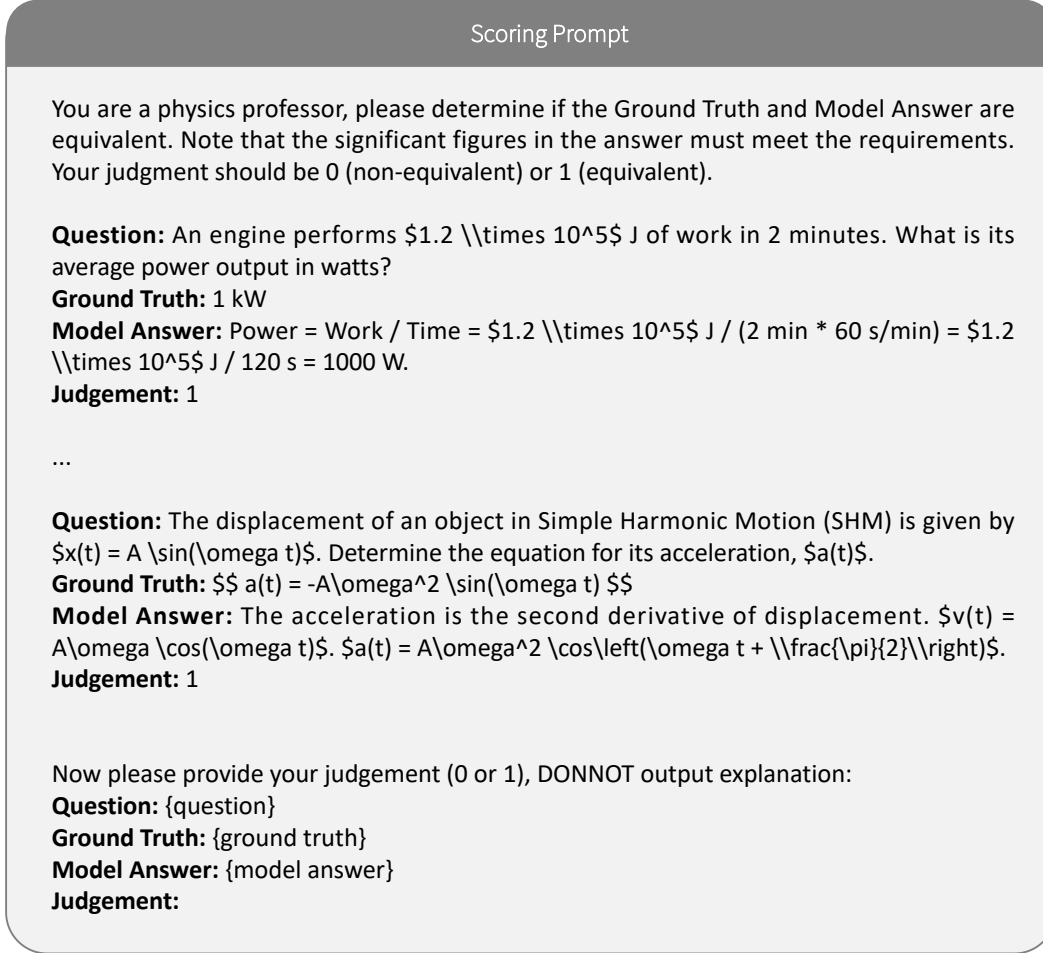 Scoring Prompt
You are a physics professor, please determine if the Ground Truth and Model Answer are
equivalent. Note that the significant figures in the answer must meet the requirements.
Your judgment should be 0 (non-equivalent) or 1 (equivalent).
Question: An engine performs $1.2 \\times 10^5$ J of work in 2 minutes. What is its
average power output in watts?
Ground Truth: 1 kW
Model Answer: Power = Work / Time = $1.2 \\times 10^5$ J / (2 min * 60 s/min) = $1.2
\\times 10^5$ J / 120 s = 1000 W.
Judgement: 1
...
Question: The displacement of an object in Simple Harmonic Motion (SHM) is given by
$x(t) = A \sin(\omega t)$. Determine the equation for its acceleration, $a(t)$.
Ground Truth: $$ a(t) = -A\omega^2 \sin(\omega t) $$
Model Answer: The acceleration is the second derivative of displacement. $v(t) =
A\omega \cos(\omega t)$. $a(t) = A\omega^2 \cos\left(\omega t + \\frac{\pi}{2}\\right)$.
Judgement: 1
Now please provide your judgement (0 or 1), DONNOT output explanation:
Question: {question}
Ground Truth: {ground truth}
Model Answer: {model answer}
Judgement: